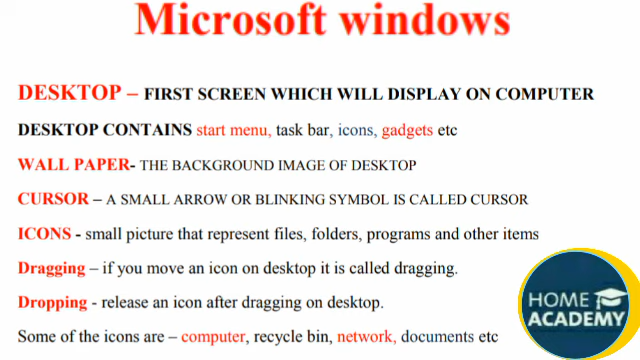 Microsoft windows
DESKTOP – FIRST SCREEN WHICH WILL DISPLAY ON COMPUTER
DESKTOP CONTAINS start menu, task bar, icons, gadgets etc
WALL PAPER- THE BACKGROUND IMAGE OF DESKTOP
CURSOR – A SMALL ARROW OR BLINKING SYMBOL IS CALLED CURSOR
ICONS - small picture that represent files, folders, programs and other items
Dragging – if you move an icon on desktop it is called dragging.
Dropping - release an icon after dragging on desktop.
Some of the icons are – computer, recycle bin, network, documents etc
HOME
ACADEMY